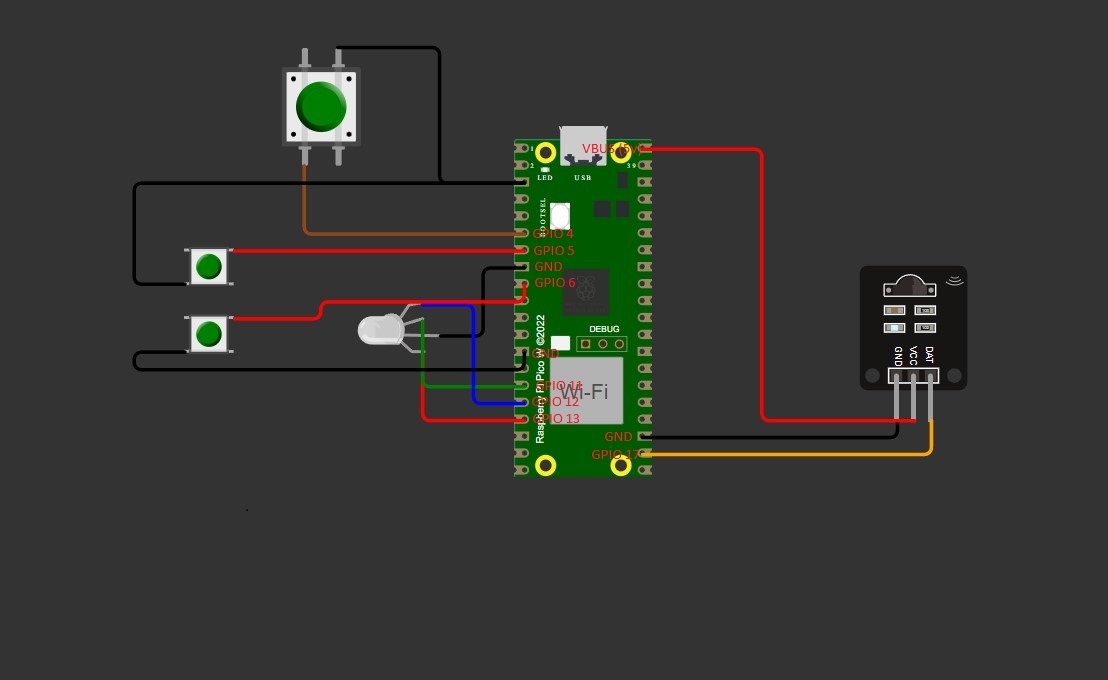 VBUS (5v)
1
2
39
LED
USB
BOOTSEL
GPIO 4
GPIO 5
GND
GPIO 6
DEBUG
Raspberry Pi Pico W ©2022
GND
GPIO 11
Wi-Fi
GPIO 12
GPIO 13
GND
GPIO 17
GND
VCC
DAT